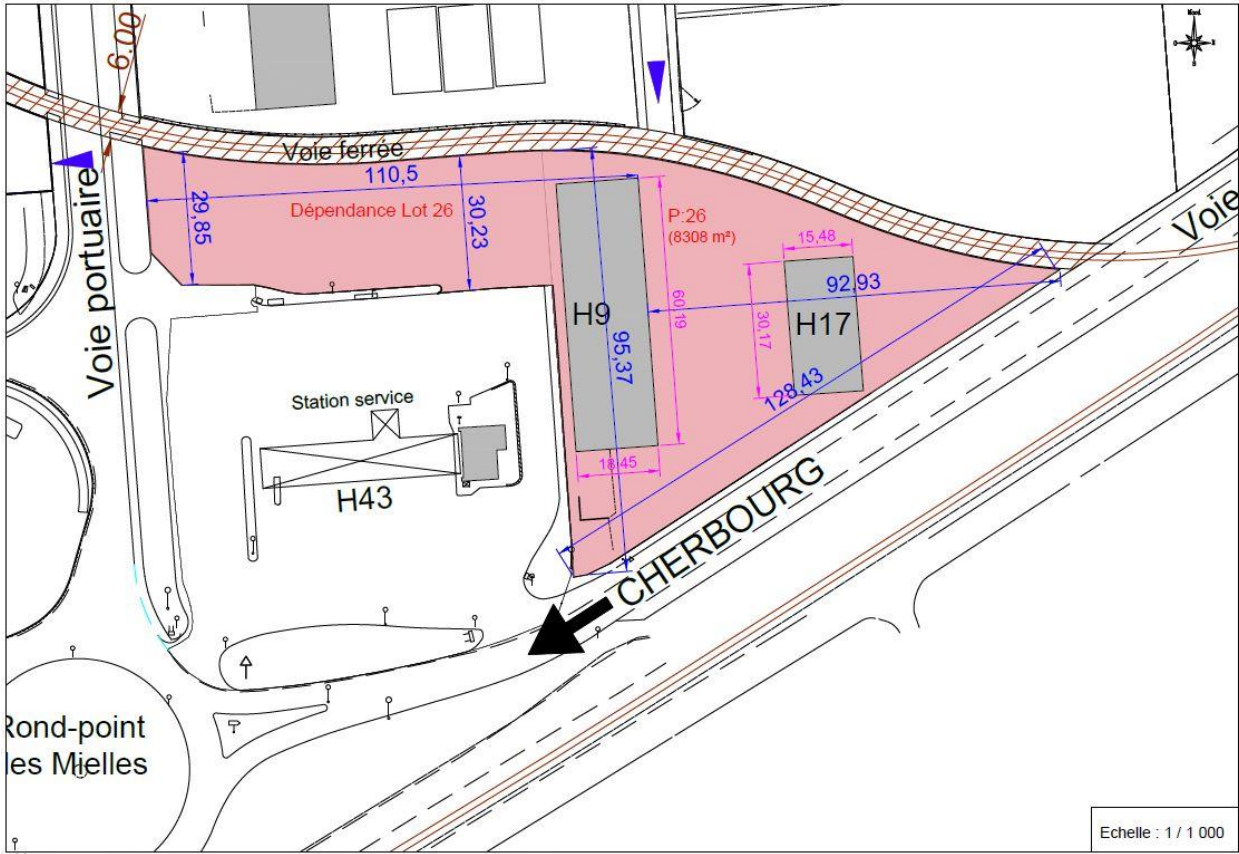 Nord
6.00
Voie ferrée
110,5
Dépendance Lot 26
29,85
30,23
P:26
(8308 m²)
15,48
Voie
Voie portuaire
92,93
H9
60,19
30,17
H17
95,37
128,43
Station service
18,45
H43
CHERBOURG
Rond-point
les Mielles
Echelle : 1 / 1 000